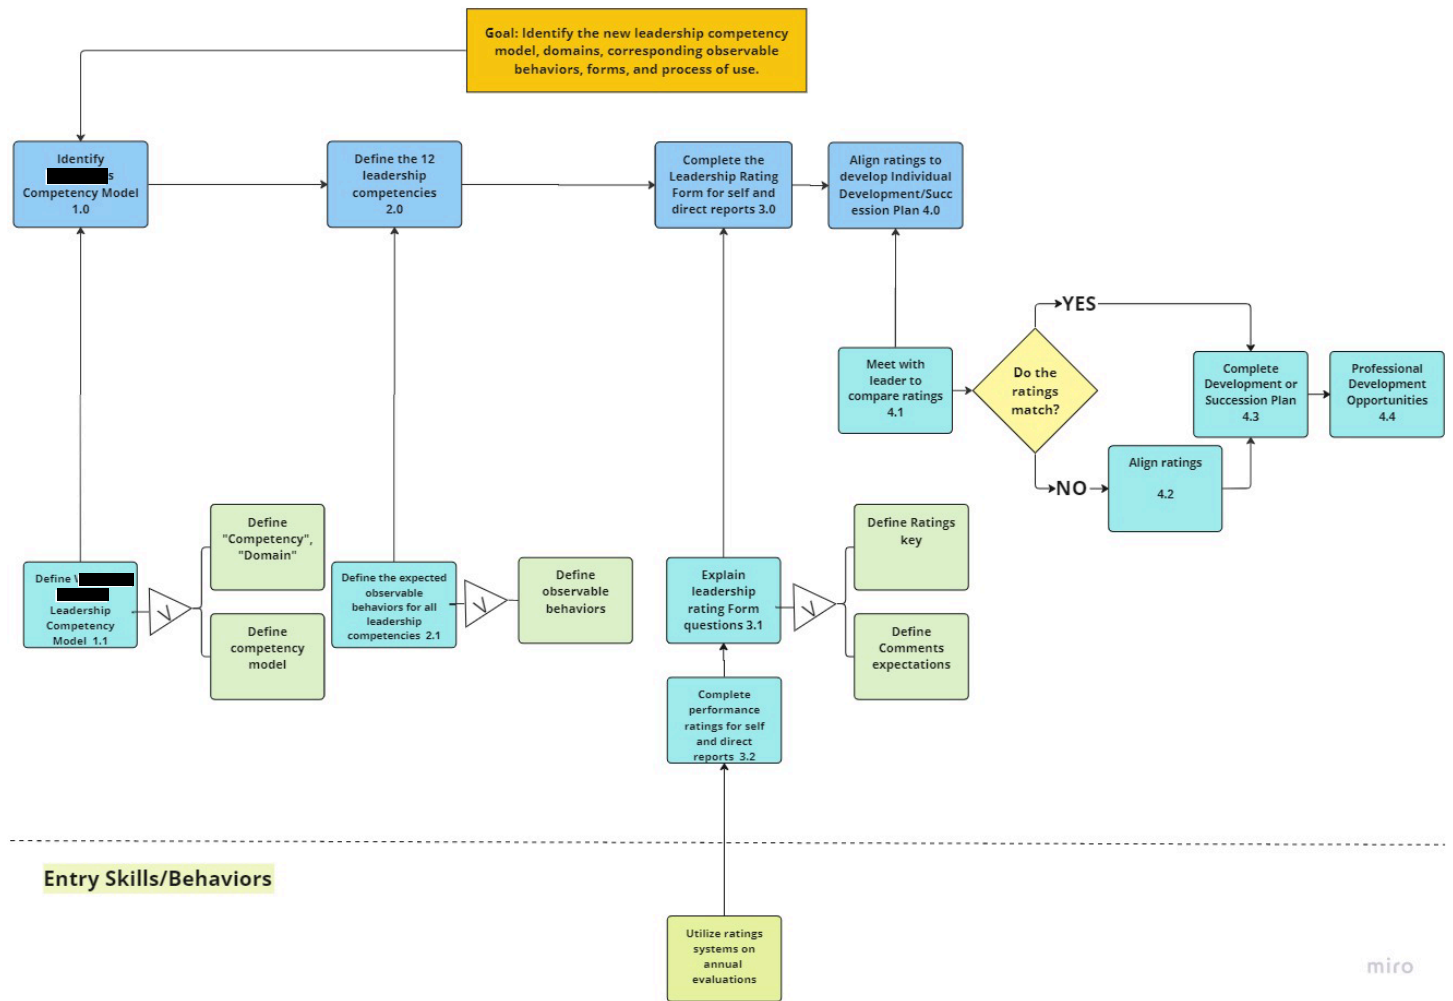 Goal: Identify the new leadership competency
model, domains, corresponding observable
behaviors, forms, and process of use.
Identify
s
Competency Model
1.0
Define the 12
leadership
competencies
2.0
Complete the
Leadership Rating
Form for self and
direct reports 3.0
Align ratings to
develop Individual
Development/Succ
ession Plan 4.0
YES
Meet with
leader to
compare ratings
4.1
Do the
ratings
match?
Complete
Development or
Succession Plan
4.3
Professional
Development
Opportunities
4.4
NO
Align ratings
4.2
Define
"Competency",
"Domain"
Define
Leadership
Competency
Model 1.1
V
Define
competency
model
Define the expected
observable
behaviors for all
leadership
competencies 2.1
V
Define
observable
behaviors
Explain
leadership
rating Form
questions 3.1
V
Define Ratings
key
Define
Comments
expectations
Complete
performance
ratings for self
and direct
reports 3.2
Entry Skills/Behaviors
Utilize ratings
systems on
annual
evaluations
miro